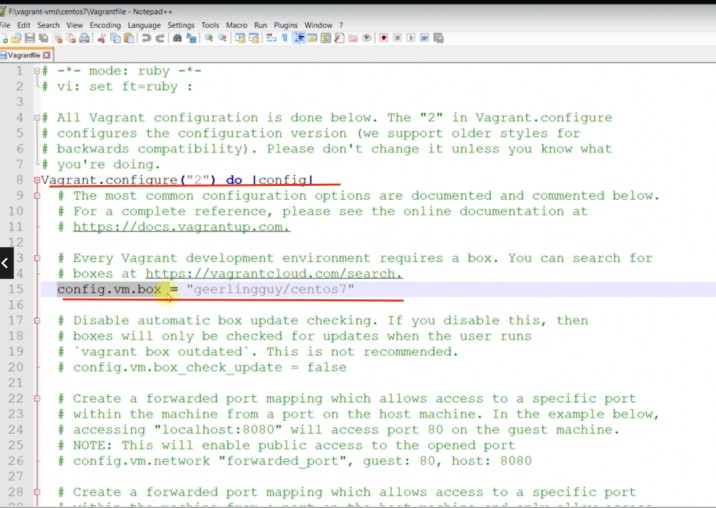 F:\vagrant-vms\centos7\Vagrantfile - Notepad++
File Edit Search View Encoding Language Settings Tools Macro Run Plugins Window ?
Vagrantfile
1 # -*- mode: ruby -*-
2 # vi: set ft=ruby :
3
4 # All Vagrant configuration is done below. The "2" in Vagrant.configure
5 # configures the configuration version (we support older styles for
6 # backwards compatibility). Please don't change it unless you know what
7 # you're doing.
8 Vagrant.configure("2") do |config|
9 # The most common configuration options are documented and commented below.
10 # For a complete reference, please see the online documentation at
11 # https://docs.vagrantup.com.
12
3 # Every Vagrant development environment requires a box. You can search for
4 # boxes at https://vagrantcloud.com/search.
15 config.vm.box = "geerlingguy/centos7"
16
17 # Disable automatic box update checking. If you disable this, then
18 # boxes will only be checked for updates when the user runs
19 # `vagrant box outdated`. This is not recommended.
20 # config.vm.box_check_update = false
21
22 # Create a forwarded port mapping which allows access to a specific port
23 # within the machine from a port on the host machine. In the example below,
24 # accessing "localhost:8080" will access port 80 on the guest machine.
25 # NOTE: This will enable public access to the opened port
26 # config.vm.network "forwarded_port", guest: 80, host: 8080
27
28 # Create a forwarded port mapping which allows access to a specific port